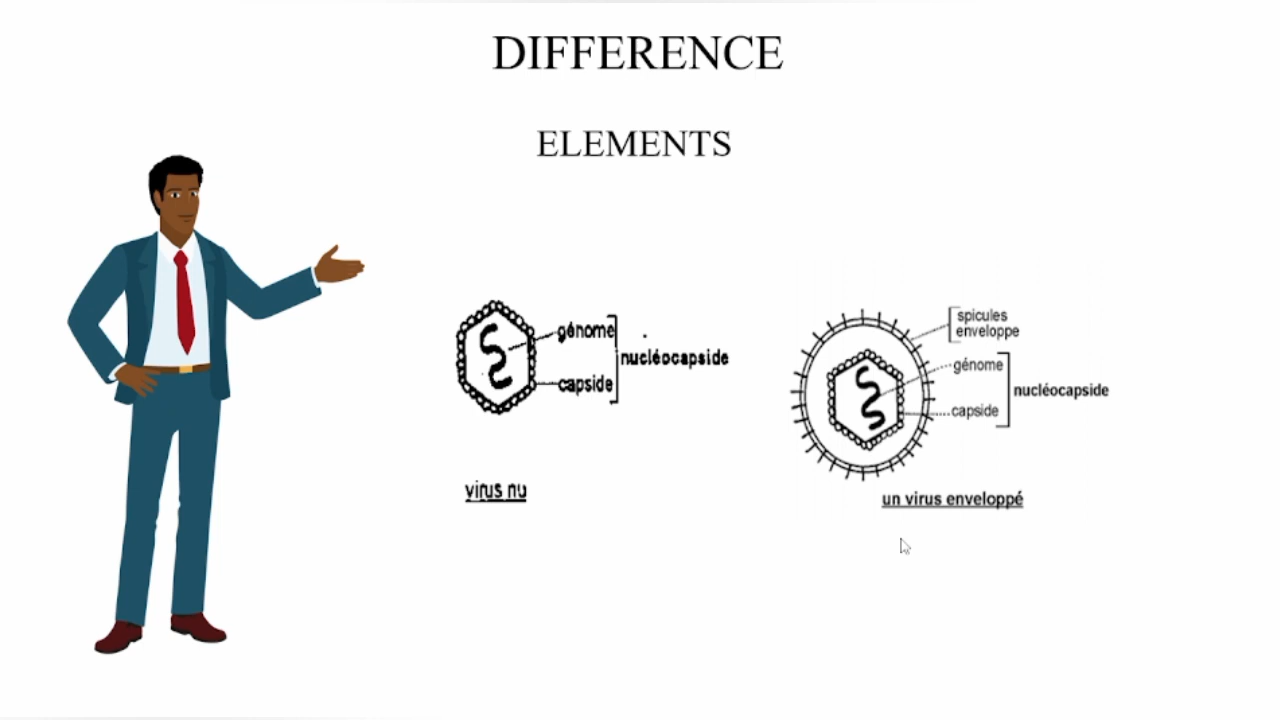 DIFFERENCE
ELEMENTS
génome
nucléocapside
capside
virus nu
spicules
enveloppe
génome
nucléocapside
capside
un virus enveloppé